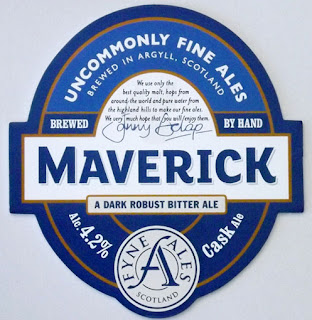 UNCOMMONLY FINE ALES
BREWED IN ARGYLL, SCOTLAND
We use only the
best quality malt, hops from
around the world and pure water from
the highland hills to make our fine ales.
We very much hope that you will enjoy them.
BREWED
BY HAND
MAVERICK
A DARK ROBUST BITTER ALE
Alc. 4.2%
Cask Ale
FYNE ALES
A
SCOTLAND